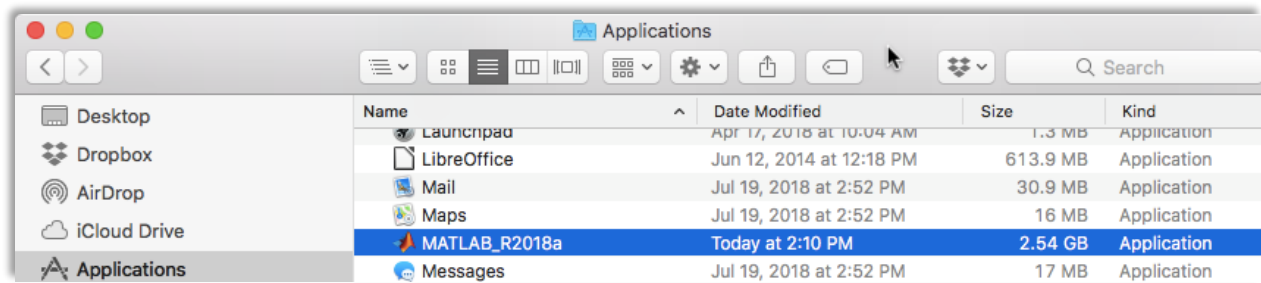 Applications
Search
Desktop
Dropbox
AirDrop
iCloud Drive
Applications
Name Date Modified Size Kind
Launchpad Apr 17, 2018 at 10:04 AM 1.3 MB Application
LibreOffice Jun 12, 2014 at 12:18 PM 613.9 MB Application
Mail Jul 19, 2018 at 2:52 PM 30.9 MB Application
Maps Jul 19, 2018 at 2:52 PM 16 MB Application
MATLAB_R2018a Today at 2:10 PM 2.54 GB Application
Messages Jul 19, 2018 at 2:52 PM 17 MB Application